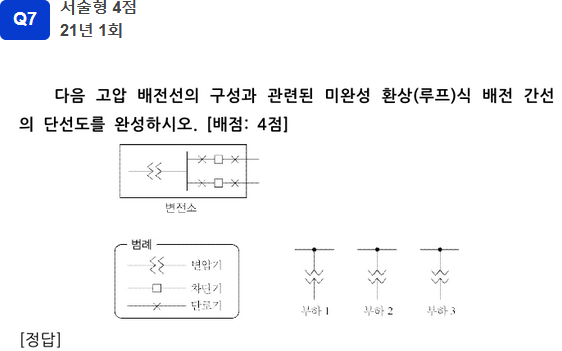 Q7
서술형 4점
21년 1회
다음 고압 배전선의 구성과 관련된 미완성 환상(루프)식 배전 간선
의 단선도를 완성하시오. [배점: 4점]
변전소
범례
변압기
차단기
단로기
부하 1 부하 2 부하 3
[정답]